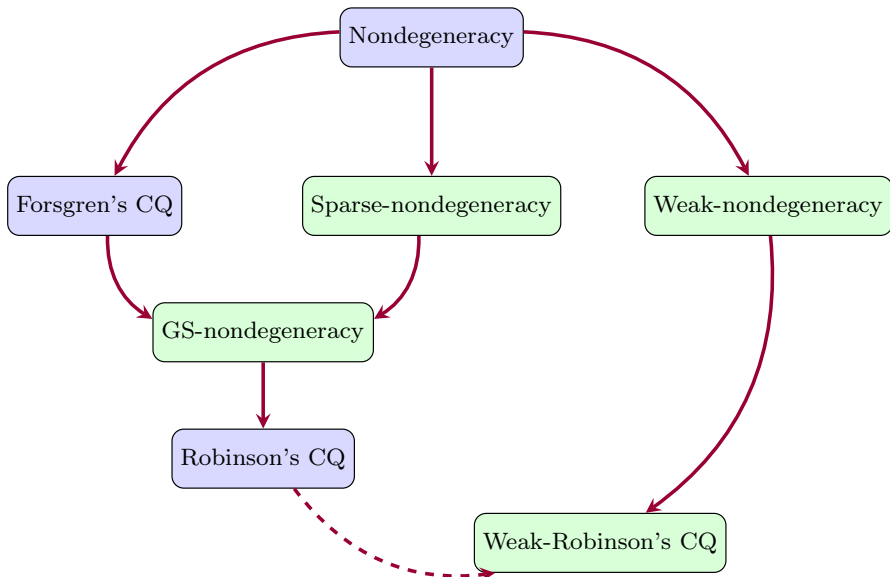 Nondegeneracy
Forsgren's CQ
Sparse-nondegeneracy
Weak-nondegeneracy
GS-nondegeneracy
Robinson's CQ
Weak-Robinson's CQ